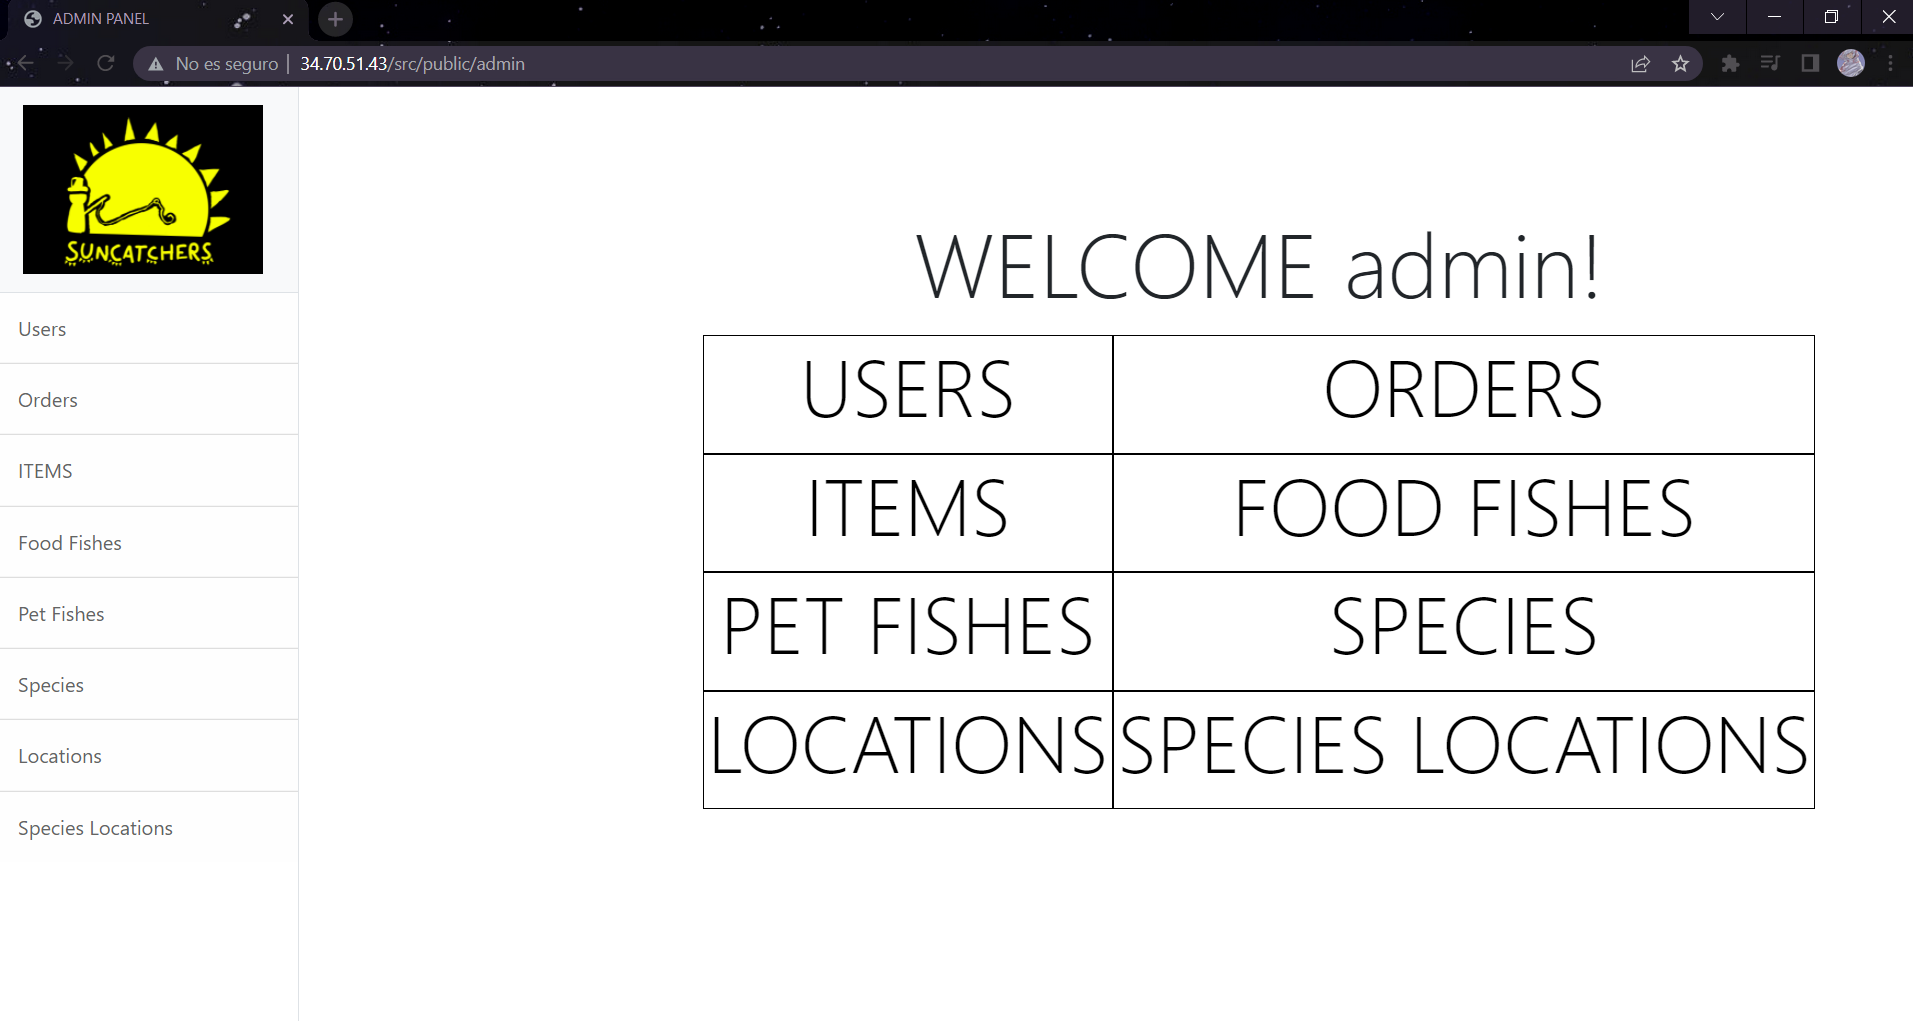 ADMIN PANEL
No es seguro | 34.70.51.43/src/public/admin
SUNCATCHERS
Users
Orders
ITEMS
Food Fishes
Pet Fishes
Species
Locations
Species Locations
WELCOME admin!
USERS ORDERS
ITEMS FOOD FISHES
PET FISHES SPECIES
LOCATIONS SPECIES LOCATIONS